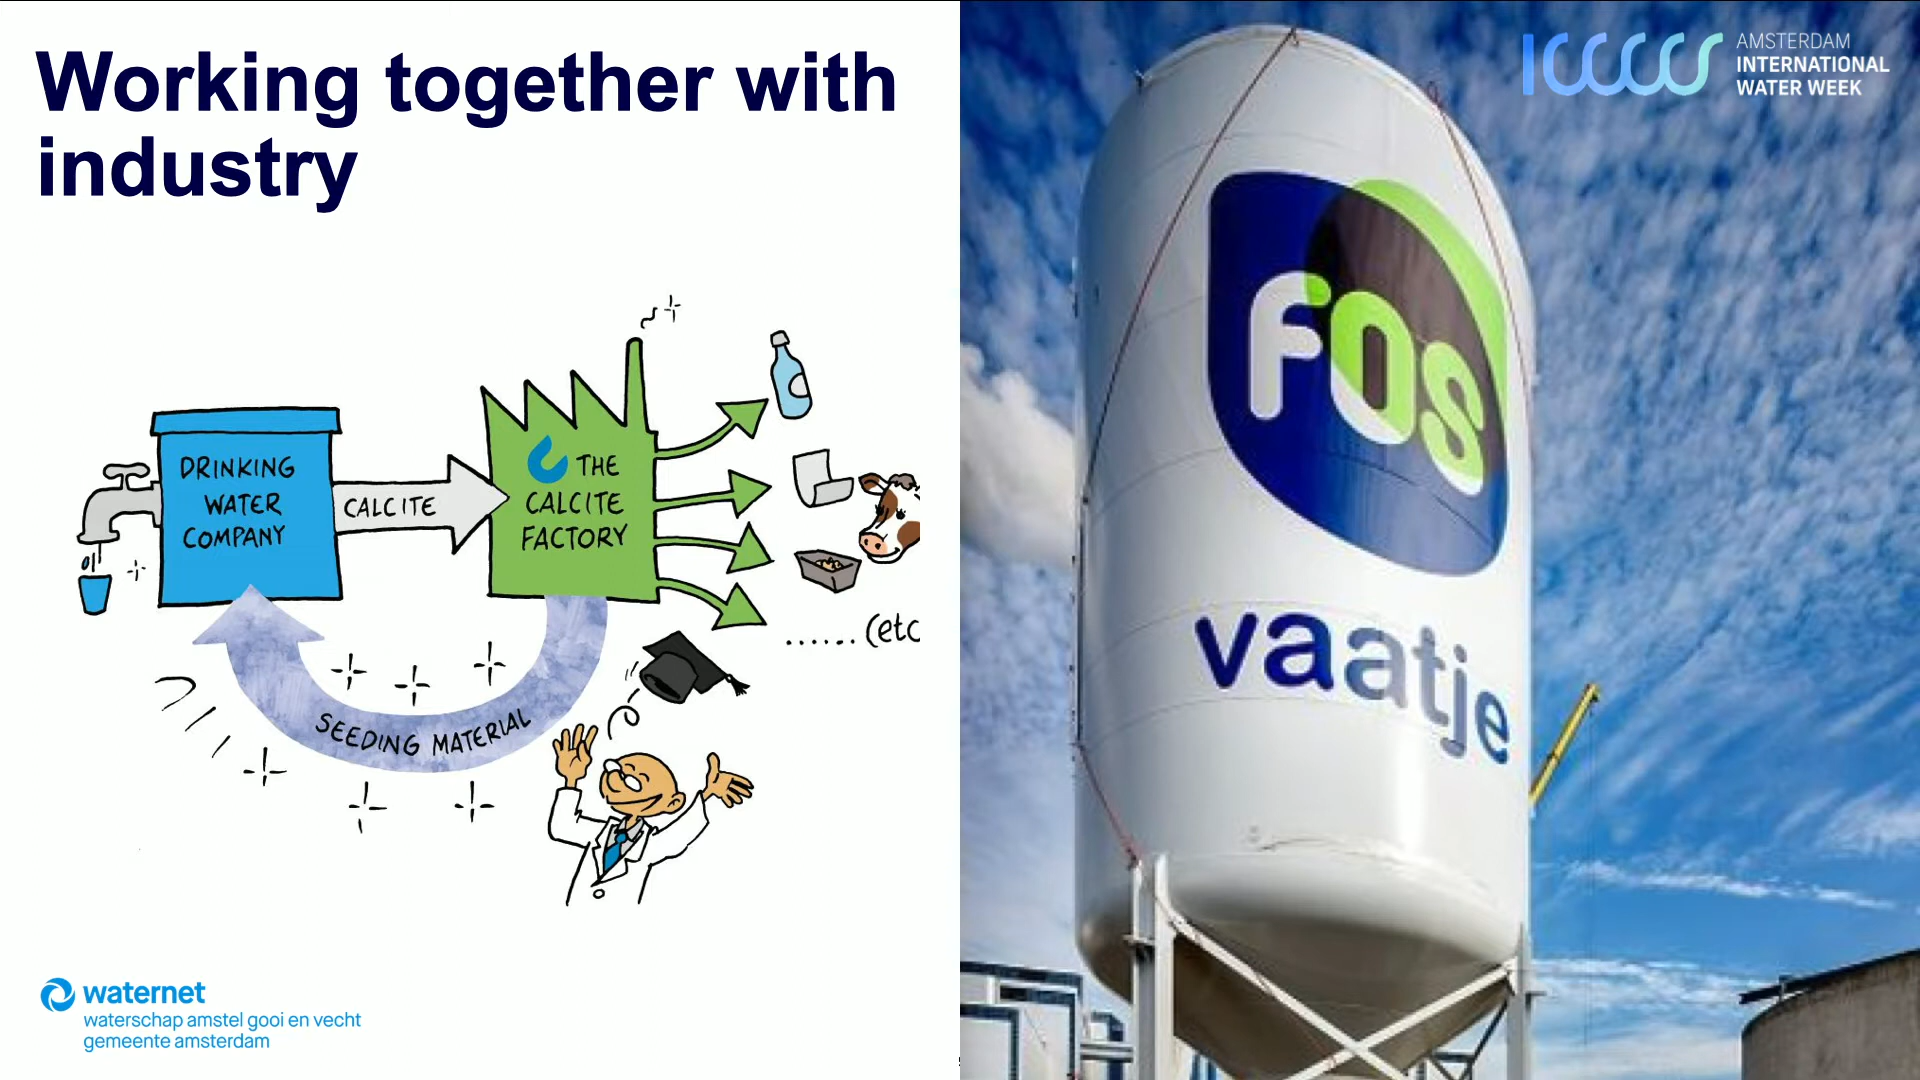 Working together with
industry
AMSTERDAM
INTERNATIONAL
WATER WEEK
DRINKING
WATER
COMPANY
CALCITE
THE
CALCITE
FACTORY
...... (etc
SEEDING MATERIAL
FOS
vaatje
waternet
waterschap amstel gooi en vecht
gemeente amsterdam